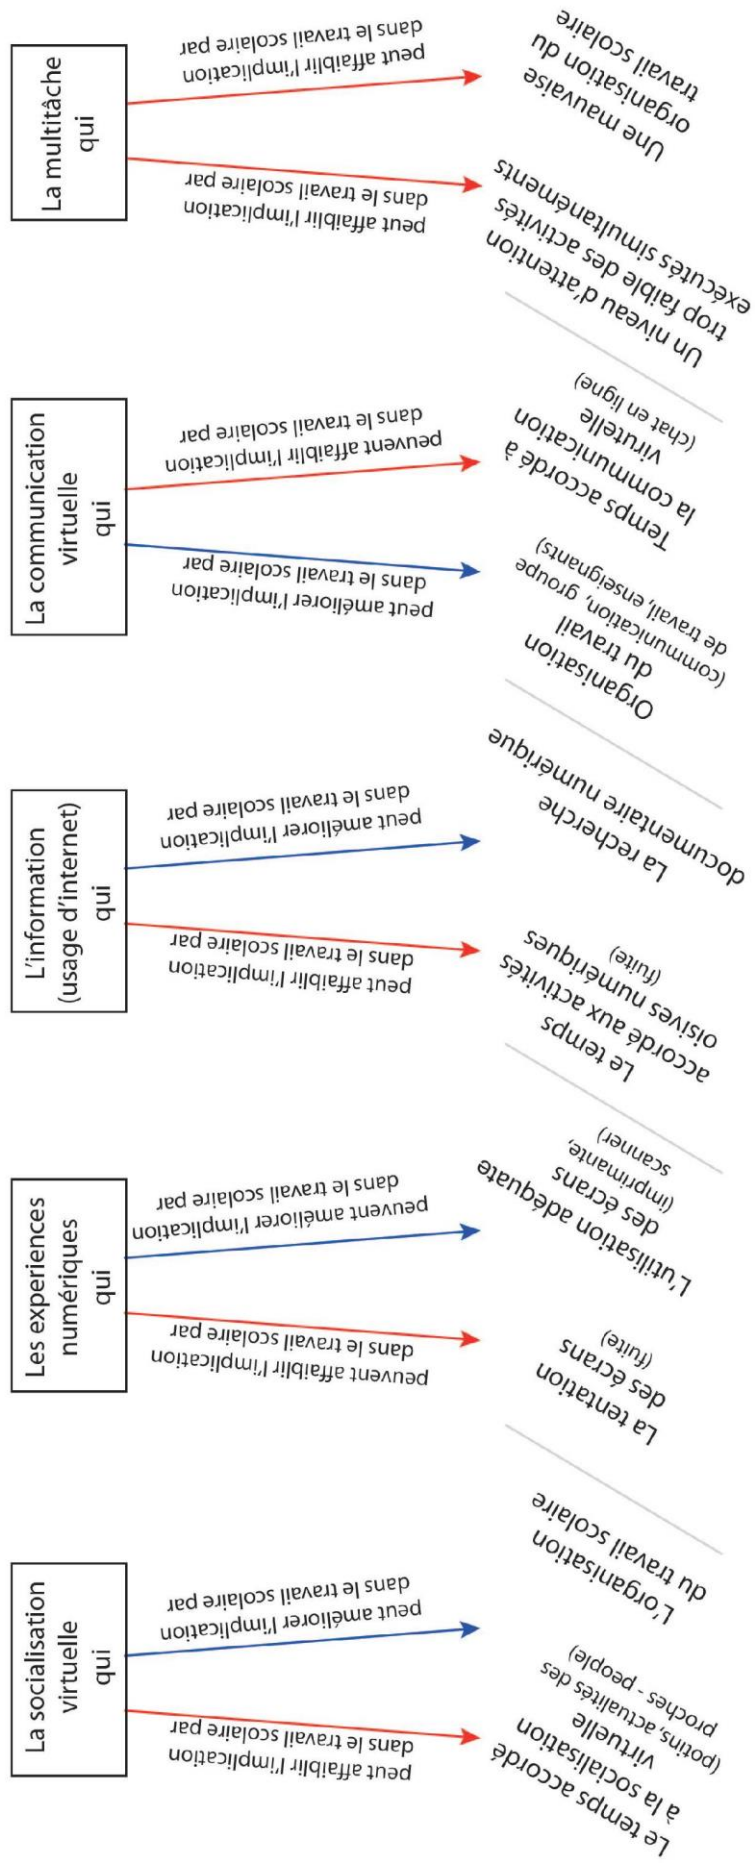 La socialisation
virtuelle
qui
peut affaiblir l'implication
dans le travail scolaire par
Le temps accordé
à la socialisation
virtuelle
(potins, actualités des
proches - people)
peut améliorer l'implication
dans le travail scolaire par
L'organisation
du travail scolaire
Les experiences
numériques
qui
peuvent affaiblir l'implication
dans le travail scolaire par
La tentation
des écrans
(fuite)
peuvent améliorer l'implication
dans le travail scolaire par
L'utilisation adéquate
des écrans
(imprimante,
scanner)
L'information
(usage d'internet)
qui
peut affaiblir l'implication
dans le travail scolaire par
Le temps
accordé aux activités
oisives numériques
(fuite)
peut améliorer l'implication
dans le travail scolaire par
La recherche
documentaire numérique
La communication
virtuelle
qui
peut améliorer l'implication
dans le travail scolaire par
Organisation
du travail
(communication, groupe
de travail, enseignants)
peuvent affaiblir l'implication
dans le travail scolaire par
Temps accordé à
la communication
virutelle
(chat en ligne)
La multitâche
qui
peut affaiblir l'implication
dans le travail scolaire par
Un niveau d'attention
trop faible des activités
exécutés simultanéments
peut affaiblir l'implication
dans le travail scolaire par
Une mauvaise
organisation du
travail scolaire